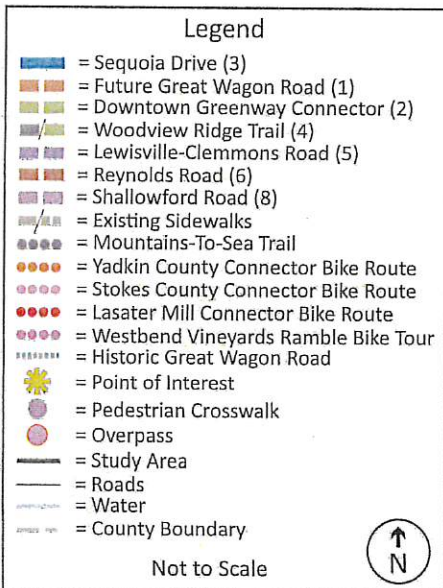 Legend
= Sequoia Drive (3)
= Future Great Wagon Road (1)
= Downtown Greenway Connector (2)
= Woodview Ridge Trail (4)
= Lewisville-Clemmons Road (5)
= Reynolds Road (6)
= Shallowford Road (8)
= Existing Sidewalks
= Mountains-To-Sea Trail
= Yadkin County Connector Bike Route
= Stokes County Connector Bike Route
= Lasater Mill Connector Bike Route
= Westbend Vineyards Ramble Bike Tour
= Historic Great Wagon Road
= Point of Interest
= Pedestrian Crosswalk
= Overpass
= Study Area
= Roads
= Water
= County Boundary
Not to Scale
N